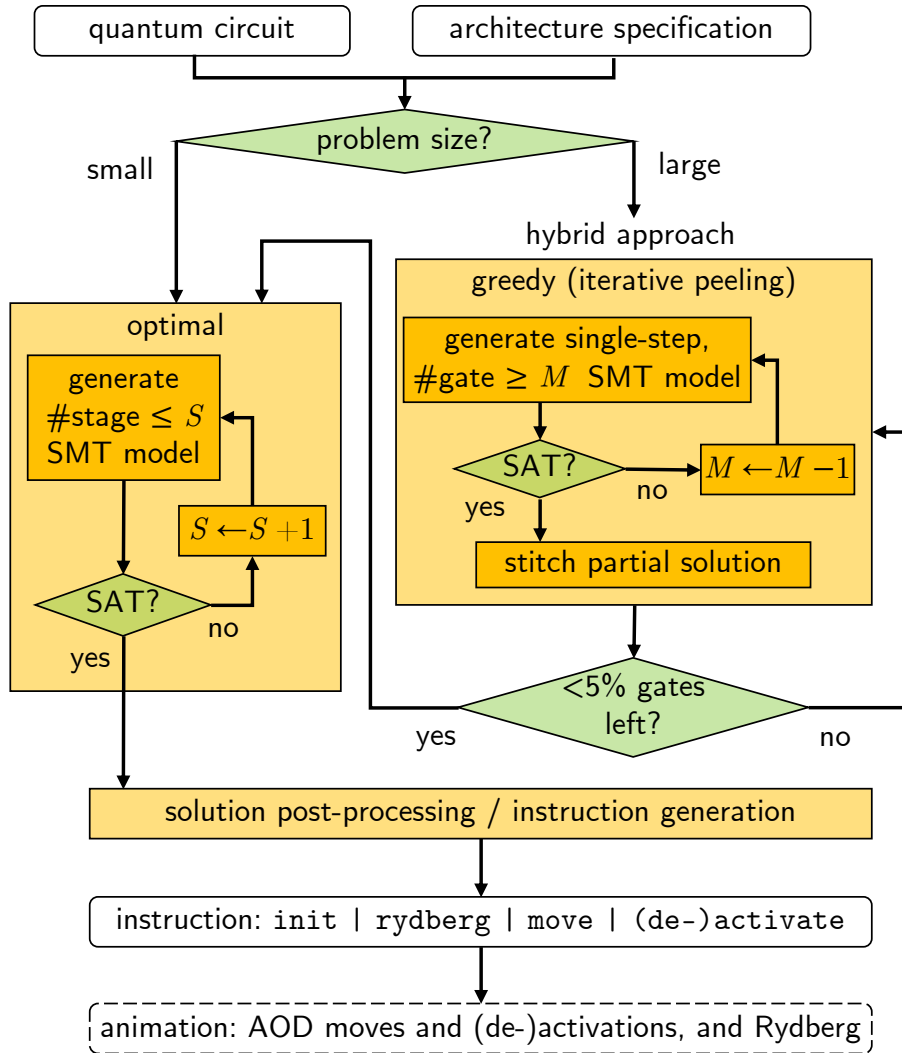 quantum circuit
architecture specification
problem size?
small
large
hybrid approach
greedy (iterative peeling)
generate single-step,
#gate ≥ M SMT model
SAT?
no
M ← M − 1
yes
stitch partial solution
optimal
generate
#stage ≤ S
SMT model
S ← S + 1
SAT?
no
yes
<5% gates
left?
yes
no
solution post-processing / instruction generation
instruction: init | rydberg | move | (de-)activate
animation: AOD moves and (de-)activations, and Rydberg